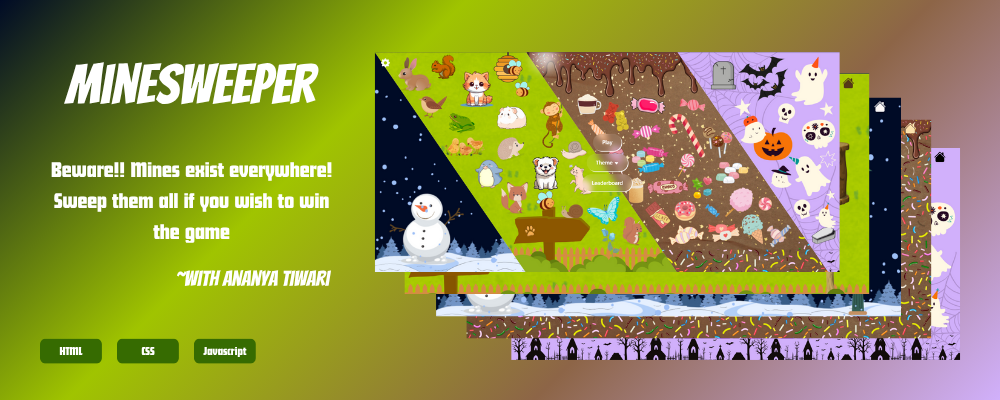 MINESWEEPER
Beware!! Mines exist everywhere!
Sweep them all if you wish to win
the game
~WITH ANANYA TIWARI
HTML
CSS
Javascript
Play
Theme
Leaderboard